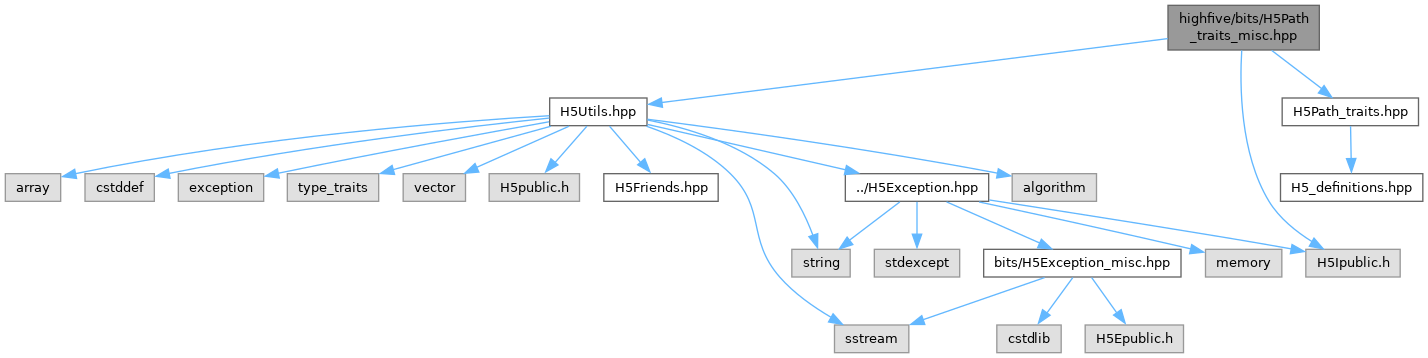 highfive/bits/H5Path
_traits_misc.hpp
H5Utils.hpp
H5Path_traits.hpp
array
cstddef
exception
type_traits
vector
H5public.h
H5Friends.hpp
../H5Exception.hpp
algorithm
H5_definitions.hpp
string
stdexcept
bits/H5Exception_misc.hpp
memory
H5Ipublic.h
sstream
cstdlib
H5Epublic.h